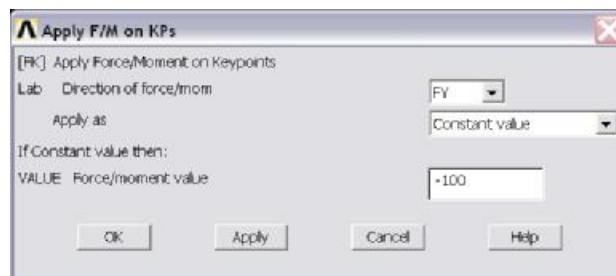 Apply F/M on KPs
[FK] Apply Force/Moment on Keypoints
Lab Direction of force/mom FY
Apply as Constant value
If Constant value then:
VALUE Force/moment value -100
OK Apply Cancel Help